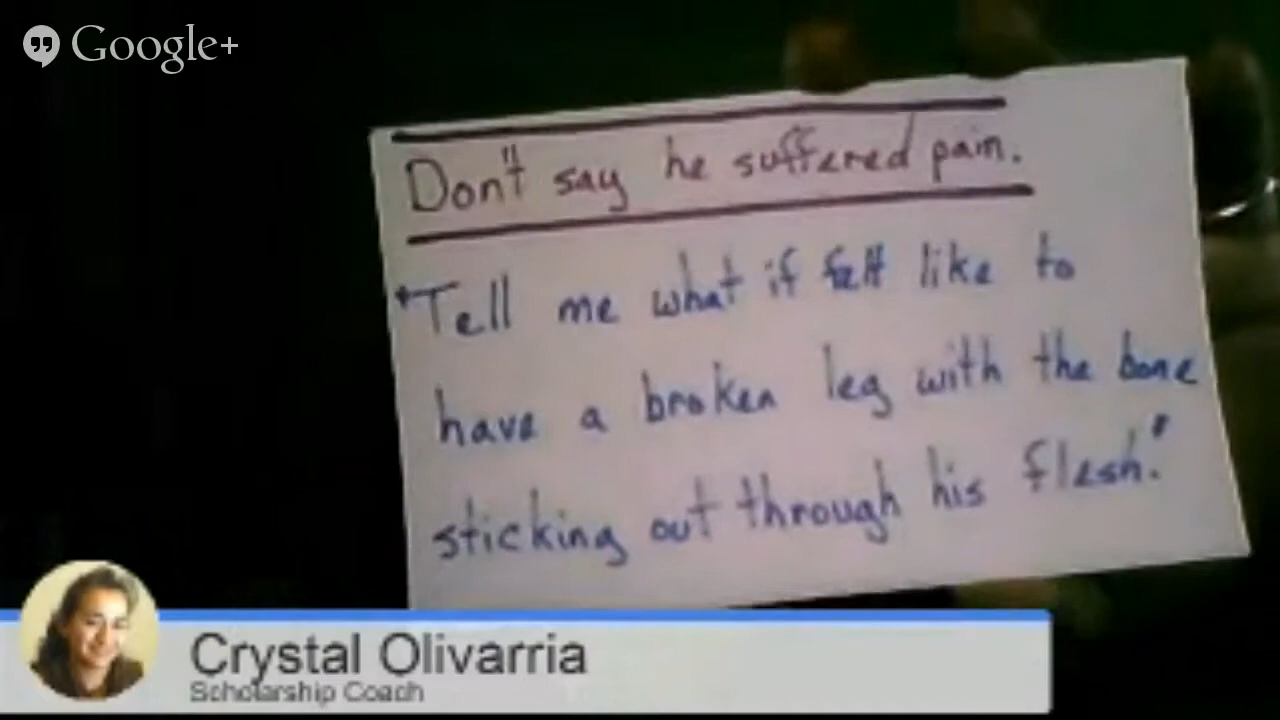 Google+
Don't say he suffered pain.
"Tell me what it felt like to
have a broken leg with the bone
sticking out through his flesh."
Crystal Olivarria
Scholarship Coach